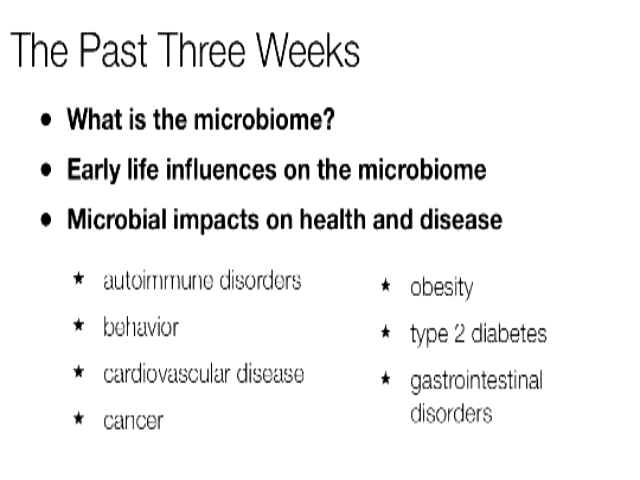 The Past Three Weeks
• What is the microbiome?
• Early life influences on the microbiome
• Microbial impacts on health and disease
★ autoimmune disorders
★ behavior
★ cardiovascular disease
★ cancer
★ obesity
★ type 2 diabetes
★ gastrointestinal
disorders